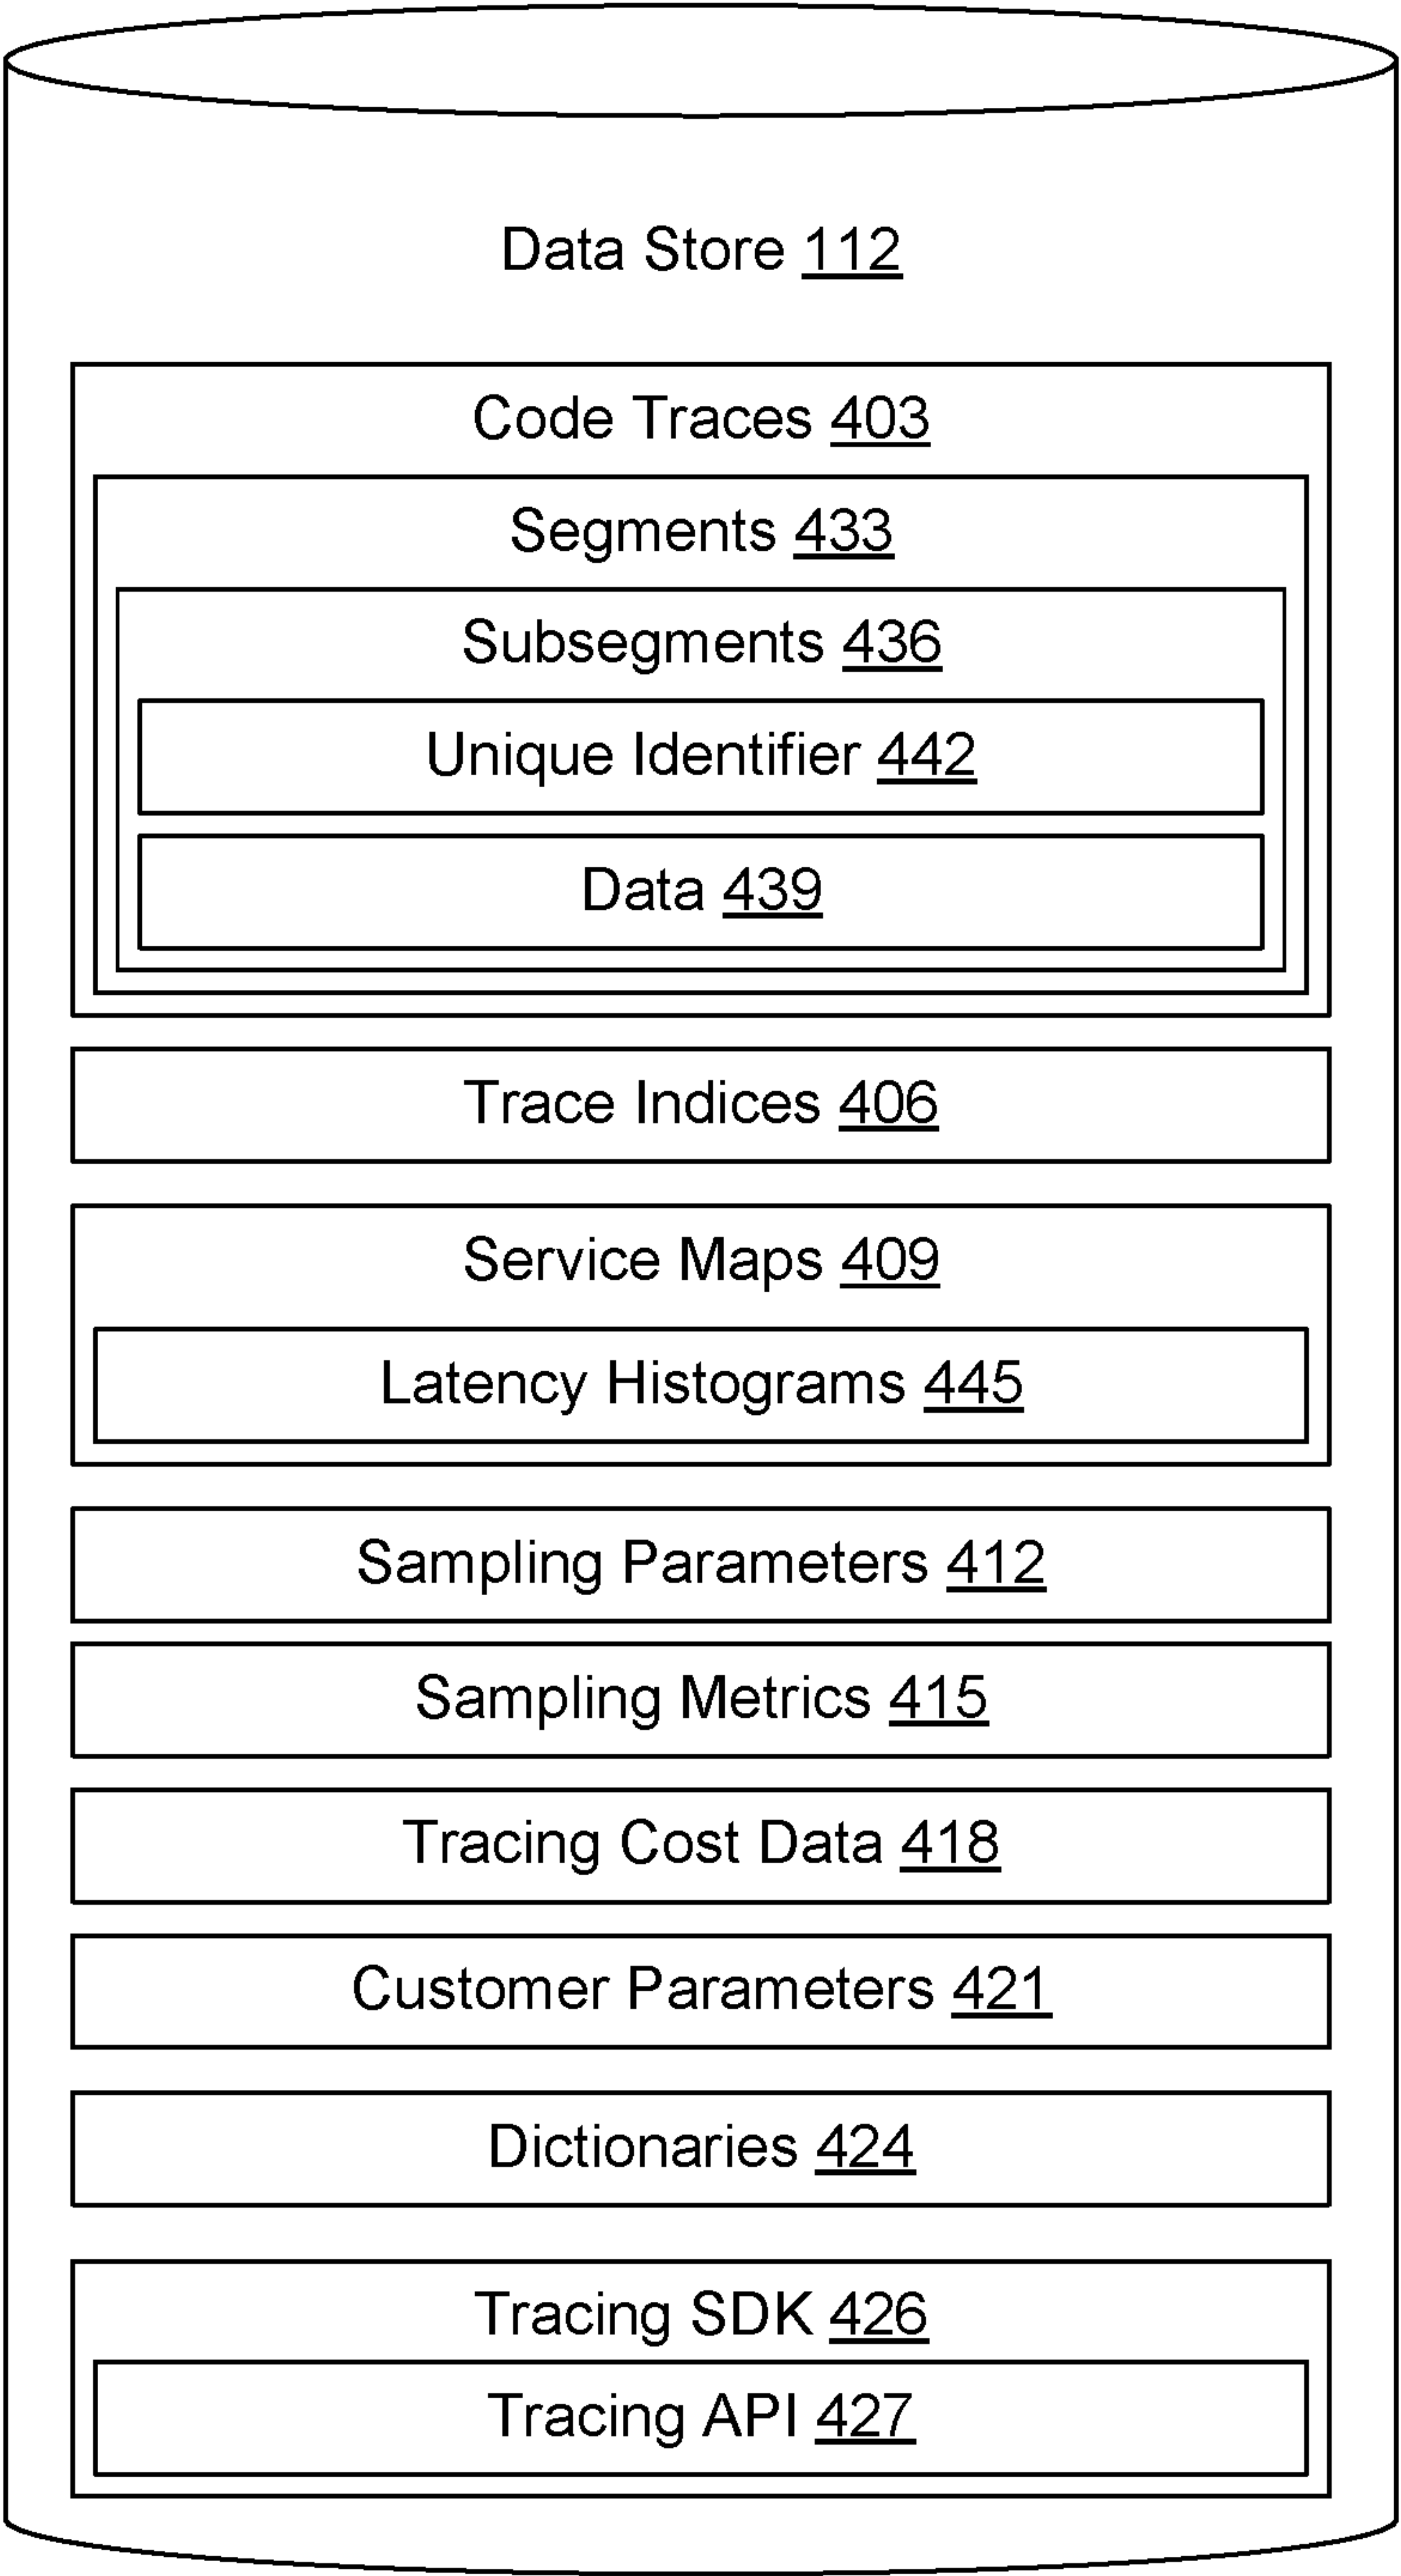 Data Store 112
Code Traces 403
Segments 433
Subsegments 436
Unique Identifier 442
Data 439
Trace Indices 406
Service Maps 409
Latency Histograms 445
Sampling Parameters 412
Sampling Metrics 415
Tracing Cost Data 418
Customer Parameters 421
Dictionaries 424
Tracing SDK 426
Tracing API 427